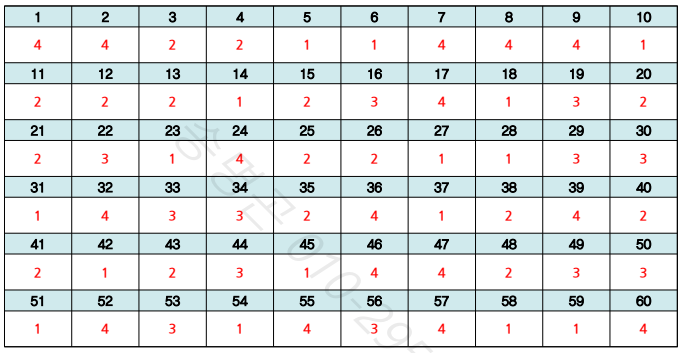 1 2 3 4 5 6 7 8 9 10
4 4 2 2 1 1 4 4 4 1
11 12 13 14 15 16 17 18 19 20
2 2 2 1 2 3 4 1 3 2
21 22 23 24 25 26 27 28 29 30
2 3 1 4 2 2 1 1 3 3
31 32 33 34 35 36 37 38 39 40
1 4 3 3 2 4 1 2 4 2
41 42 43 44 45 46 47 48 49 50
2 1 2 3 1 4 4 2 3 3
51 52 53 54 55 56 57 58 59 60
1 4 3 1 4 3 4 1 1 4